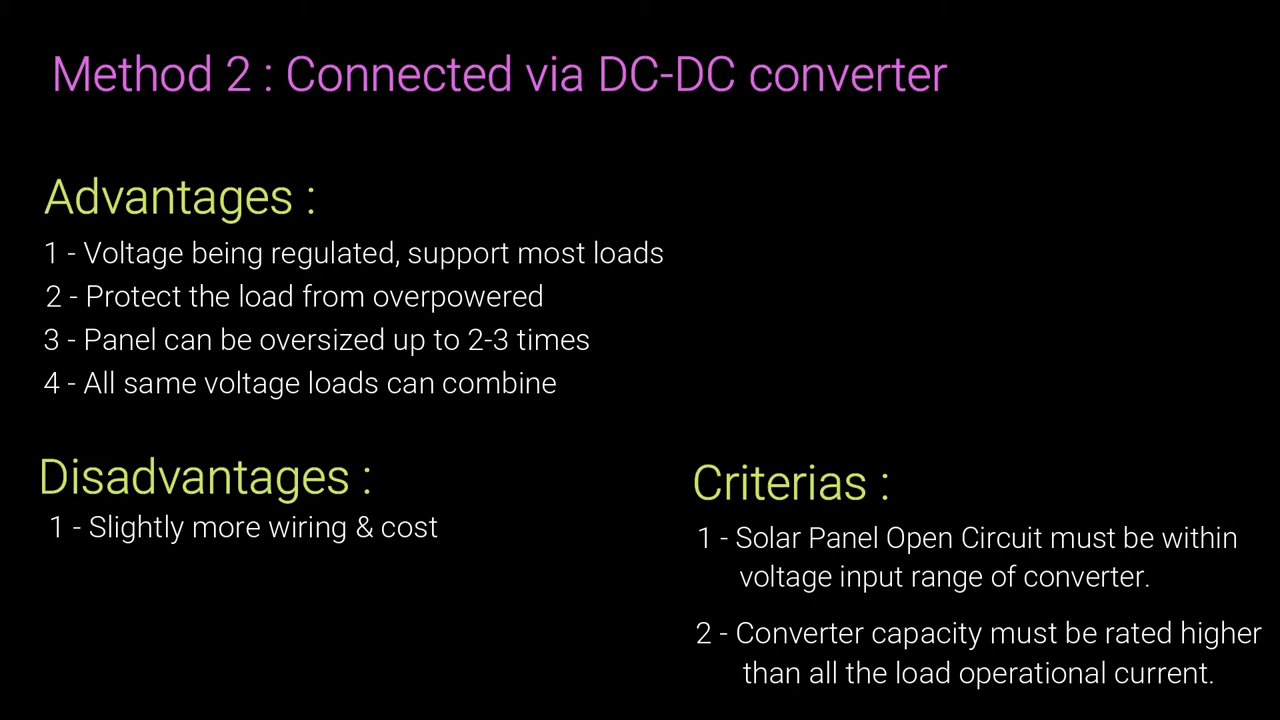 Method 2 : Connected via DC-DC converter
Advantages :
1 - Voltage being regulated, support most loads
2 - Protect the load from overpowered
3 - Panel can be oversized up to 2-3 times
4 - All same voltage loads can combine
Disadvantages :
1 - Slightly more wiring & cost
Criterias :
1 - Solar Panel Open Circuit must be within
voltage input range of converter.
2 - Converter capacity must be rated higher
than all the load operational current.